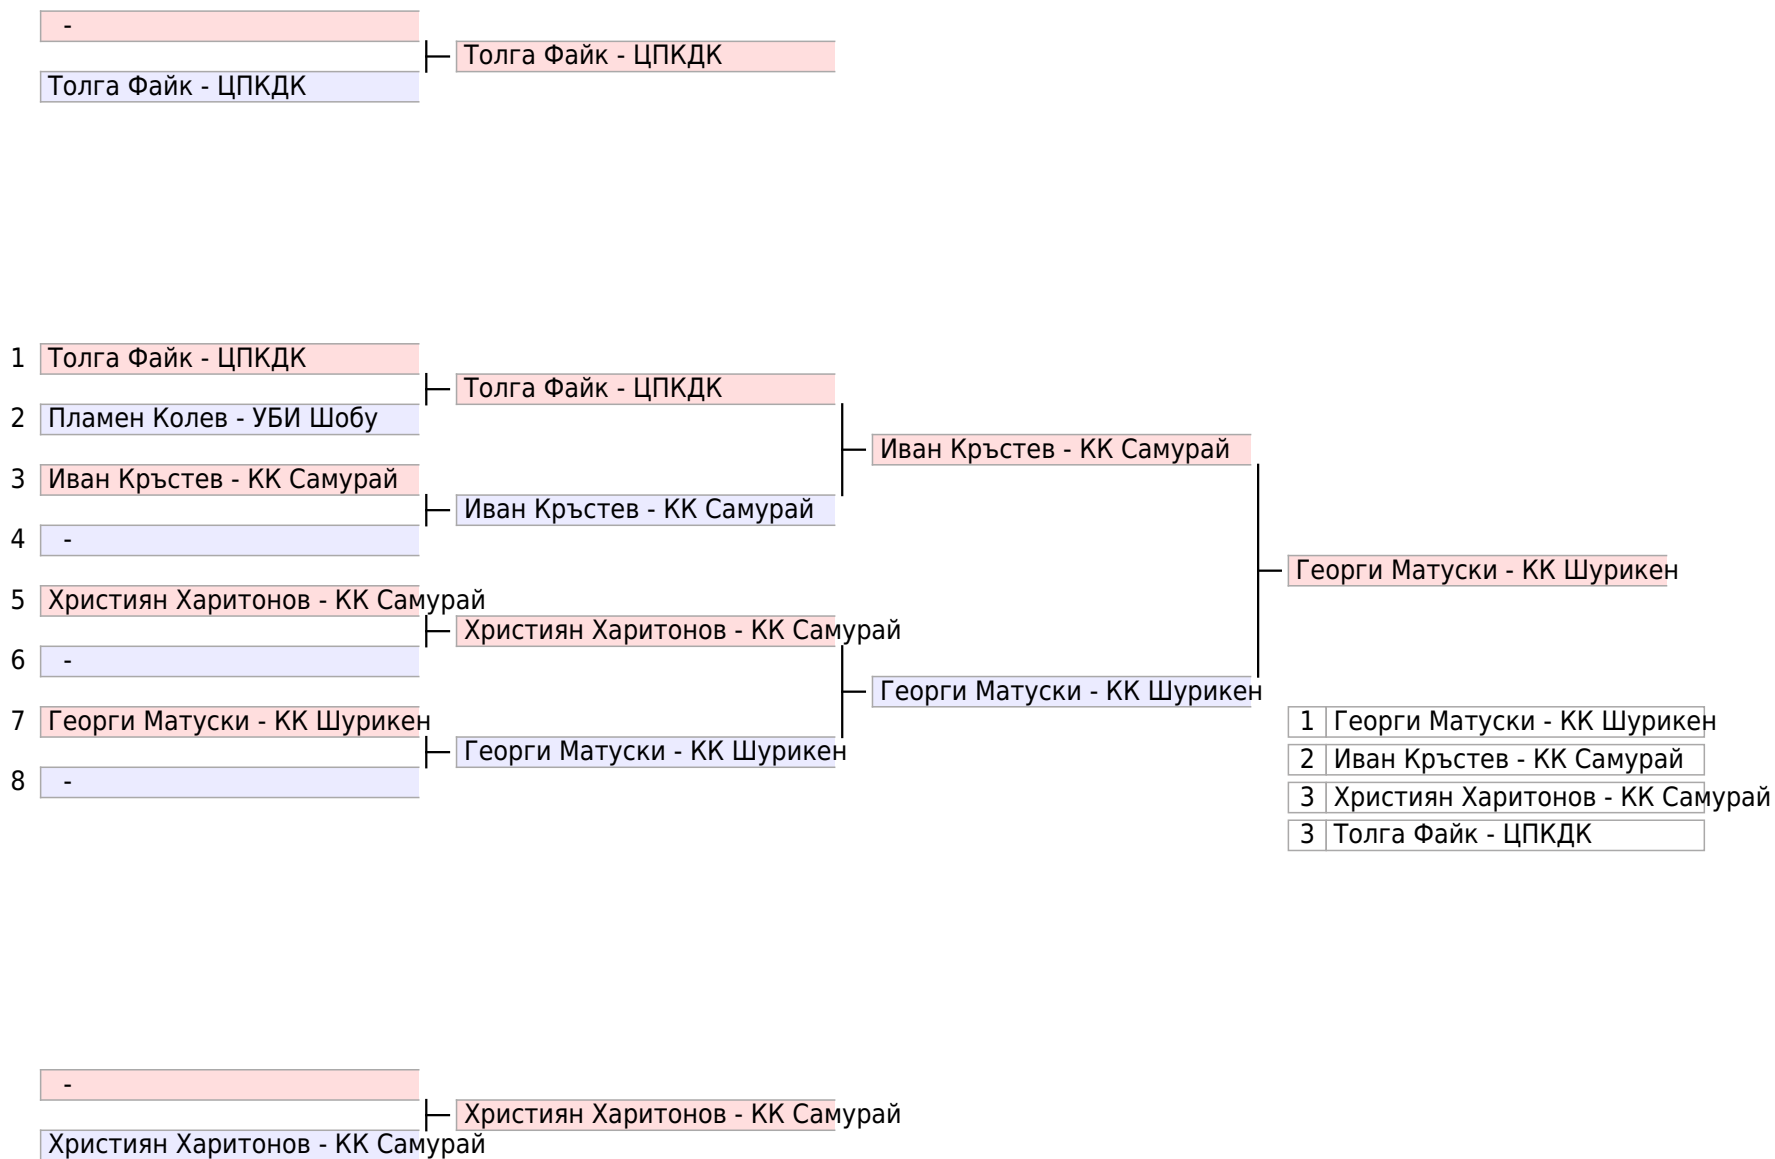 -
Толга Файк - ЦПКДК
Толга Файк - ЦПКДК
1 Толга Файк - ЦПКДК
Толга Файк - ЦПКДК
2 Пламен Колев - УБИ Шобу
Иван Кръстев - КК Самурай
3 Иван Кръстев - КК Самурай
Иван Кръстев - КК Самурай
4 -
Георги Матуски - КК Шурикен
5 Християн Харитонов - КК Самурай
Християн Харитонов - КК Самурай
6 -
Георги Матуски - КК Шурикен
7 Георги Матуски - КК Шурикен
Георги Матуски - КК Шурикен
8 -
1 Георги Матуски - КК Шурикен
2 Иван Кръстев - КК Самурай
3 Християн Харитонов - КК Самурай
3 Толга Файк - ЦПКДК
-
Християн Харитонов - КК Самурай
Християн Харитонов - КК Самурай